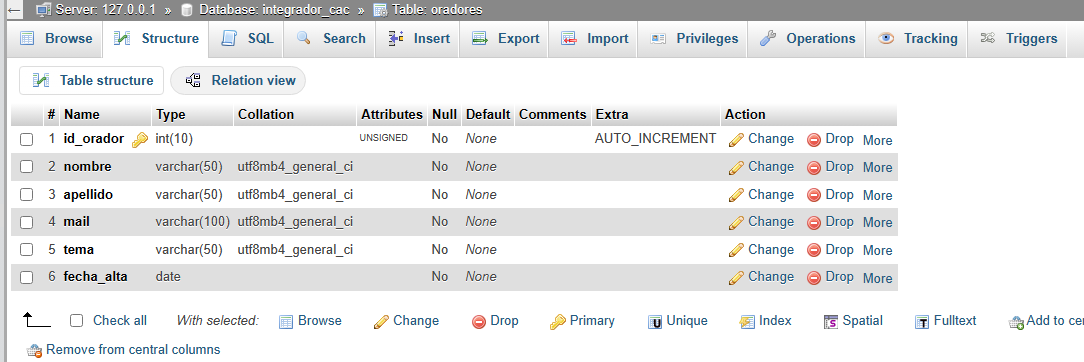 Server: 127.0.0.1 » Database: integrador_cac » Table: oradores
Browse Structure SQL Search Insert Export Import Privileges Operations Tracking Triggers
Table structure Relation view
# Name Type Collation Attributes Null Default Comments Extra Action
1 id_orador int(10) UNSIGNED No None AUTO_INCREMENT Change Drop More
2 nombre varchar(50) utf8mb4_general_ci No None Change Drop More
3 apellido varchar(50) utf8mb4_general_ci No None Change Drop More
4 mail varchar(100) utf8mb4_general_ci No None Change Drop More
5 tema varchar(50) utf8mb4_general_ci No None Change Drop More
6 fecha_alta date No None Change Drop More
Check all With selected: Browse Change Drop Primary Unique Index Spatial Fulltext Add to ce
Remove from central columns